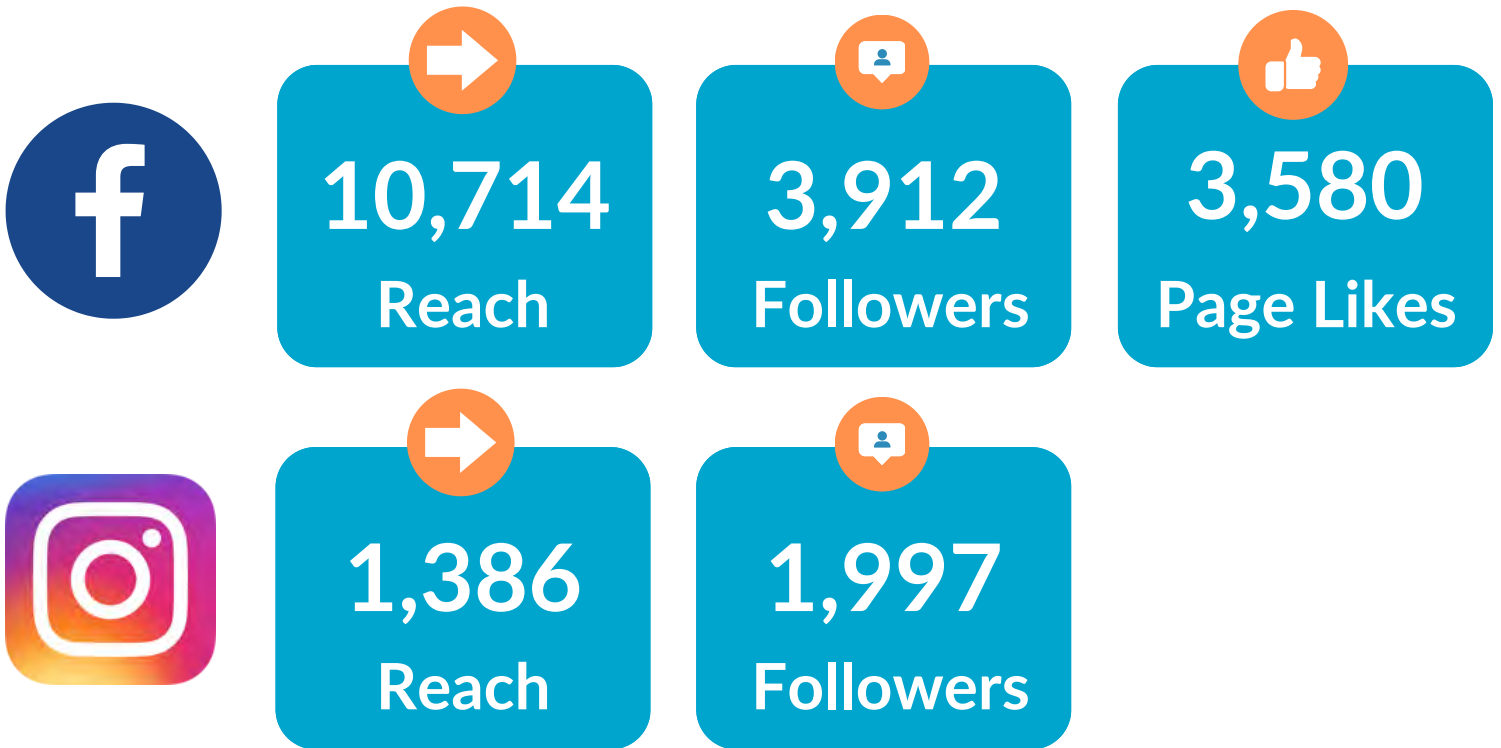 10,714
Reach
3,912
Followers
3,580
Page Likes
1,386
Reach
1,997
Followers